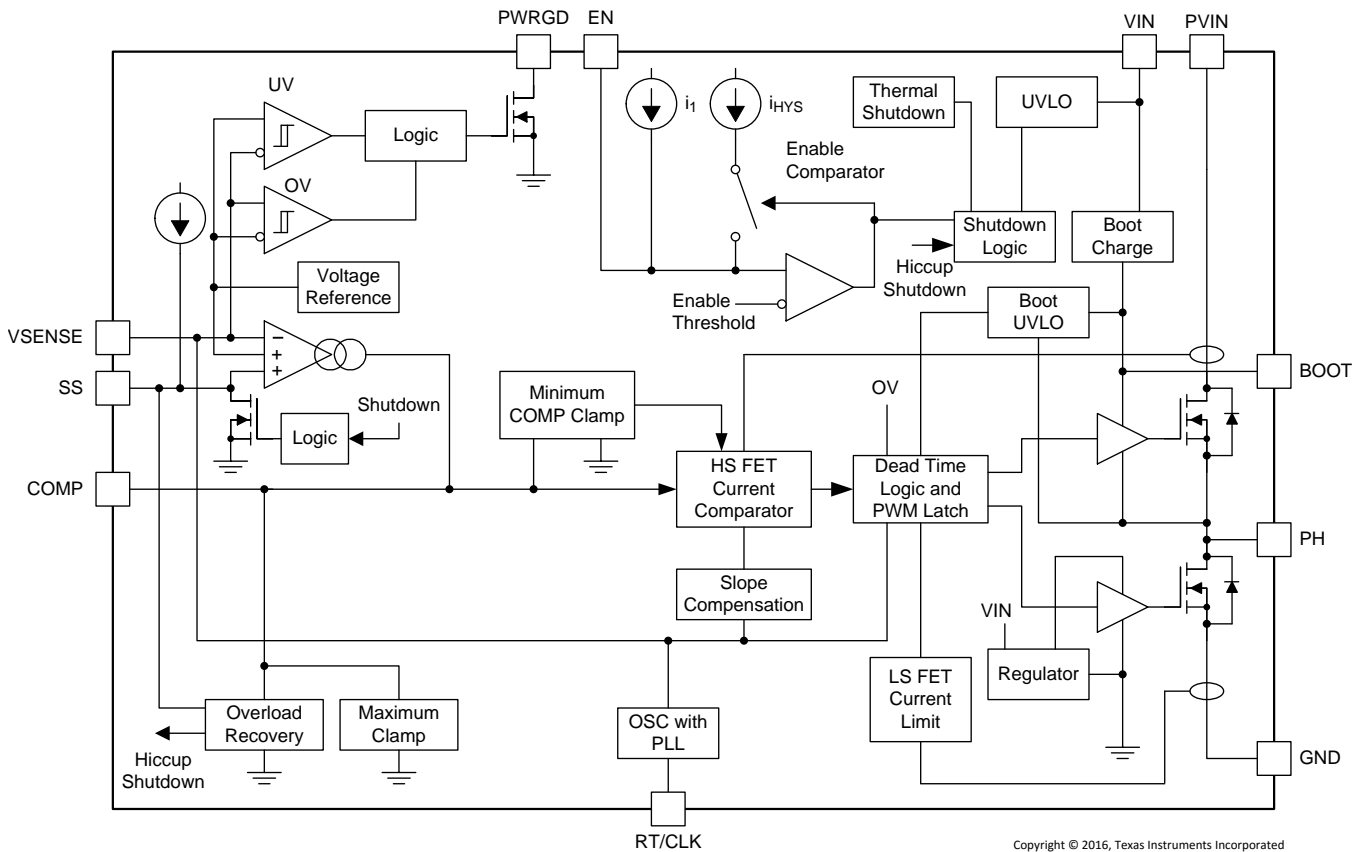 PWRGD
EN
VIN
PVIN
UV
i1
iHYS
Thermal
Shutdown
UVLO
Logic
Enable
Comparator
OV
Shutdown
Logic
Boot
Charge
Hiccup
Shutdown
Voltage
Reference
Enable
Threshold
Boot
UVLO
VSENSE
SS
BOOT
Minimum
COMP Clamp
OV
Shutdown
Logic
HS FET
Current
Comparator
Dead Time
Logic and
PWM Latch
COMP
PH
Slope
Compensation
VIN
Regulator
LS FET
Current
Limit
Overload
Recovery
Maximum
Clamp
OSC with
PLL
Hiccup
Shutdown
GND
RT/CLK
Copyright © 2016, Texas Instruments Incorporated